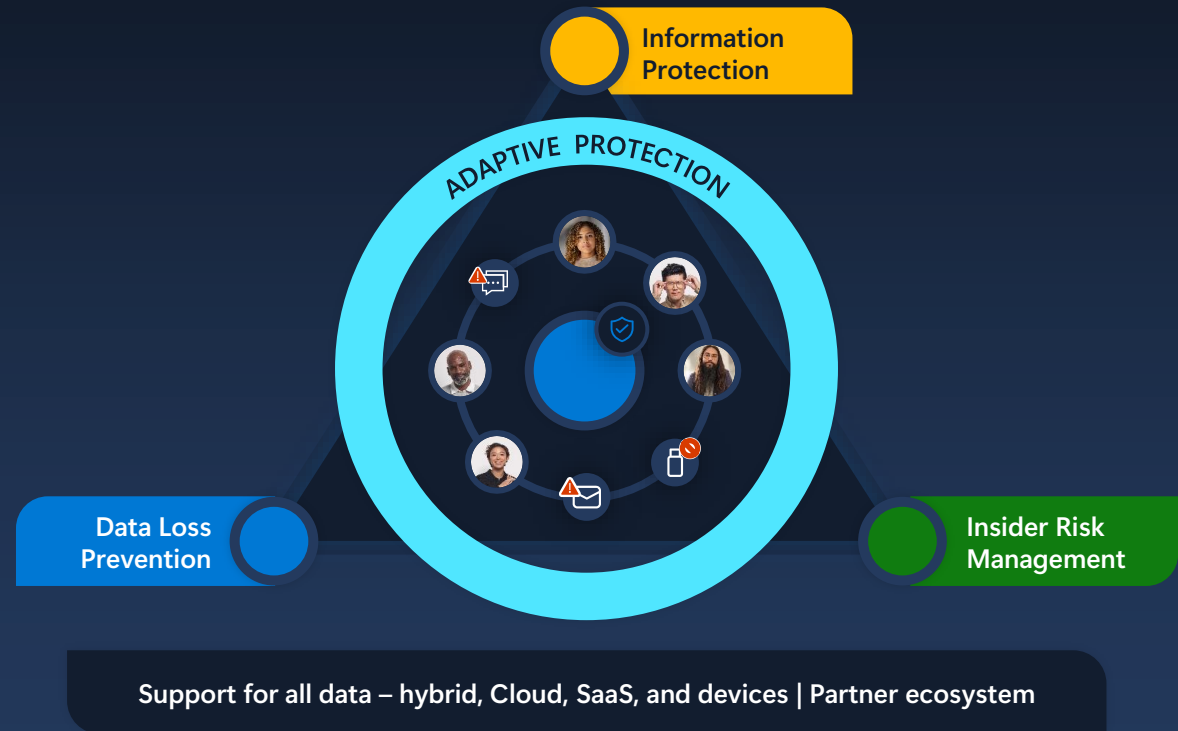 Information
Protection
ADAPTIVE PROTECTION
Data Loss
Prevention
Insider Risk
Management
Support for all data – hybrid, Cloud, SaaS, and devices | Partner ecosystem